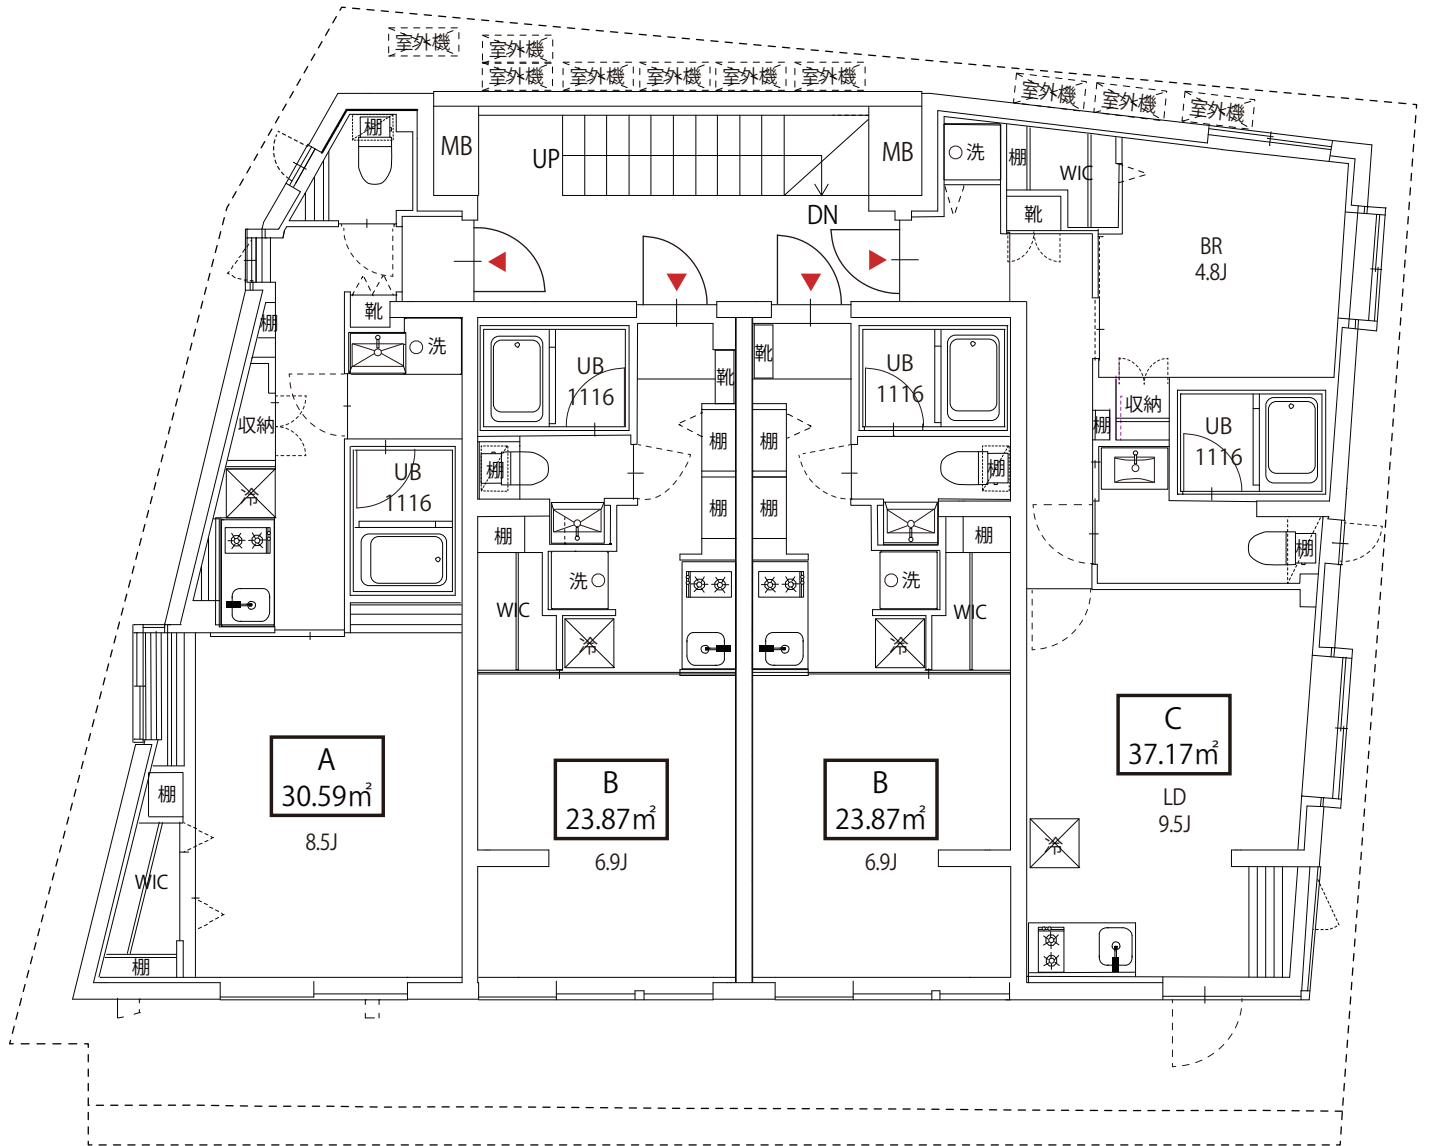 室外機
室外機
室外機
室外機
室外機
室外機
室外機
室外機
室外機
室外機
棚
MB
UP
DN
MB
洗
棚
WIC
靴
BR
4.8J
棚
靴
洗
収納
冷
UB
1116
UB
1116
靴
棚
棚
棚
棚
洗
WIC
冷
靴
UB
1116
棚
棚
棚
棚
洗
WIC
冷
収納
棚
UB
1116
棚
A
30.59㎡
8.5J
棚
WIC
棚
B
23.87㎡
6.9J
B
23.87㎡
6.9J
C
37.17㎡
LD
9.5J
冷